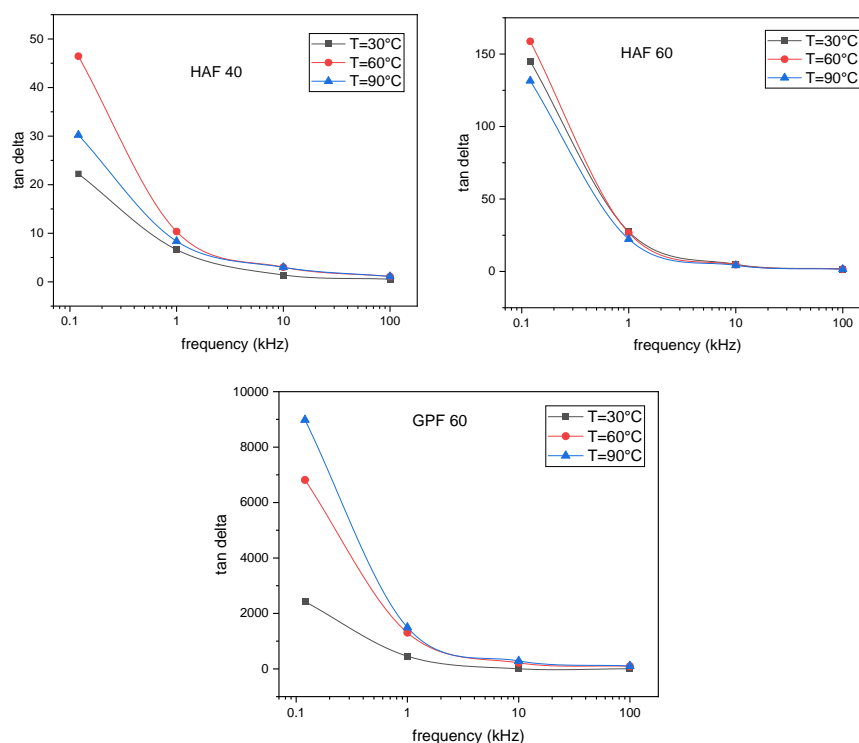 HAF 40
T=30°C
T=60°C
T=90°C
50
40
30
20
10
0
tan delta
0.1 1 10 100
frequency (kHz)
HAF 60
T=30°C
T=60°C
T=90°C
150
100
50
0
tan delta
0.1 1 10 100
frequency (kHz)
GPF 60
T=30°C
T=60°C
T=90°C
10000
8000
6000
4000
2000
0
tan delta
0.1 1 10 100
frequency (kHz)